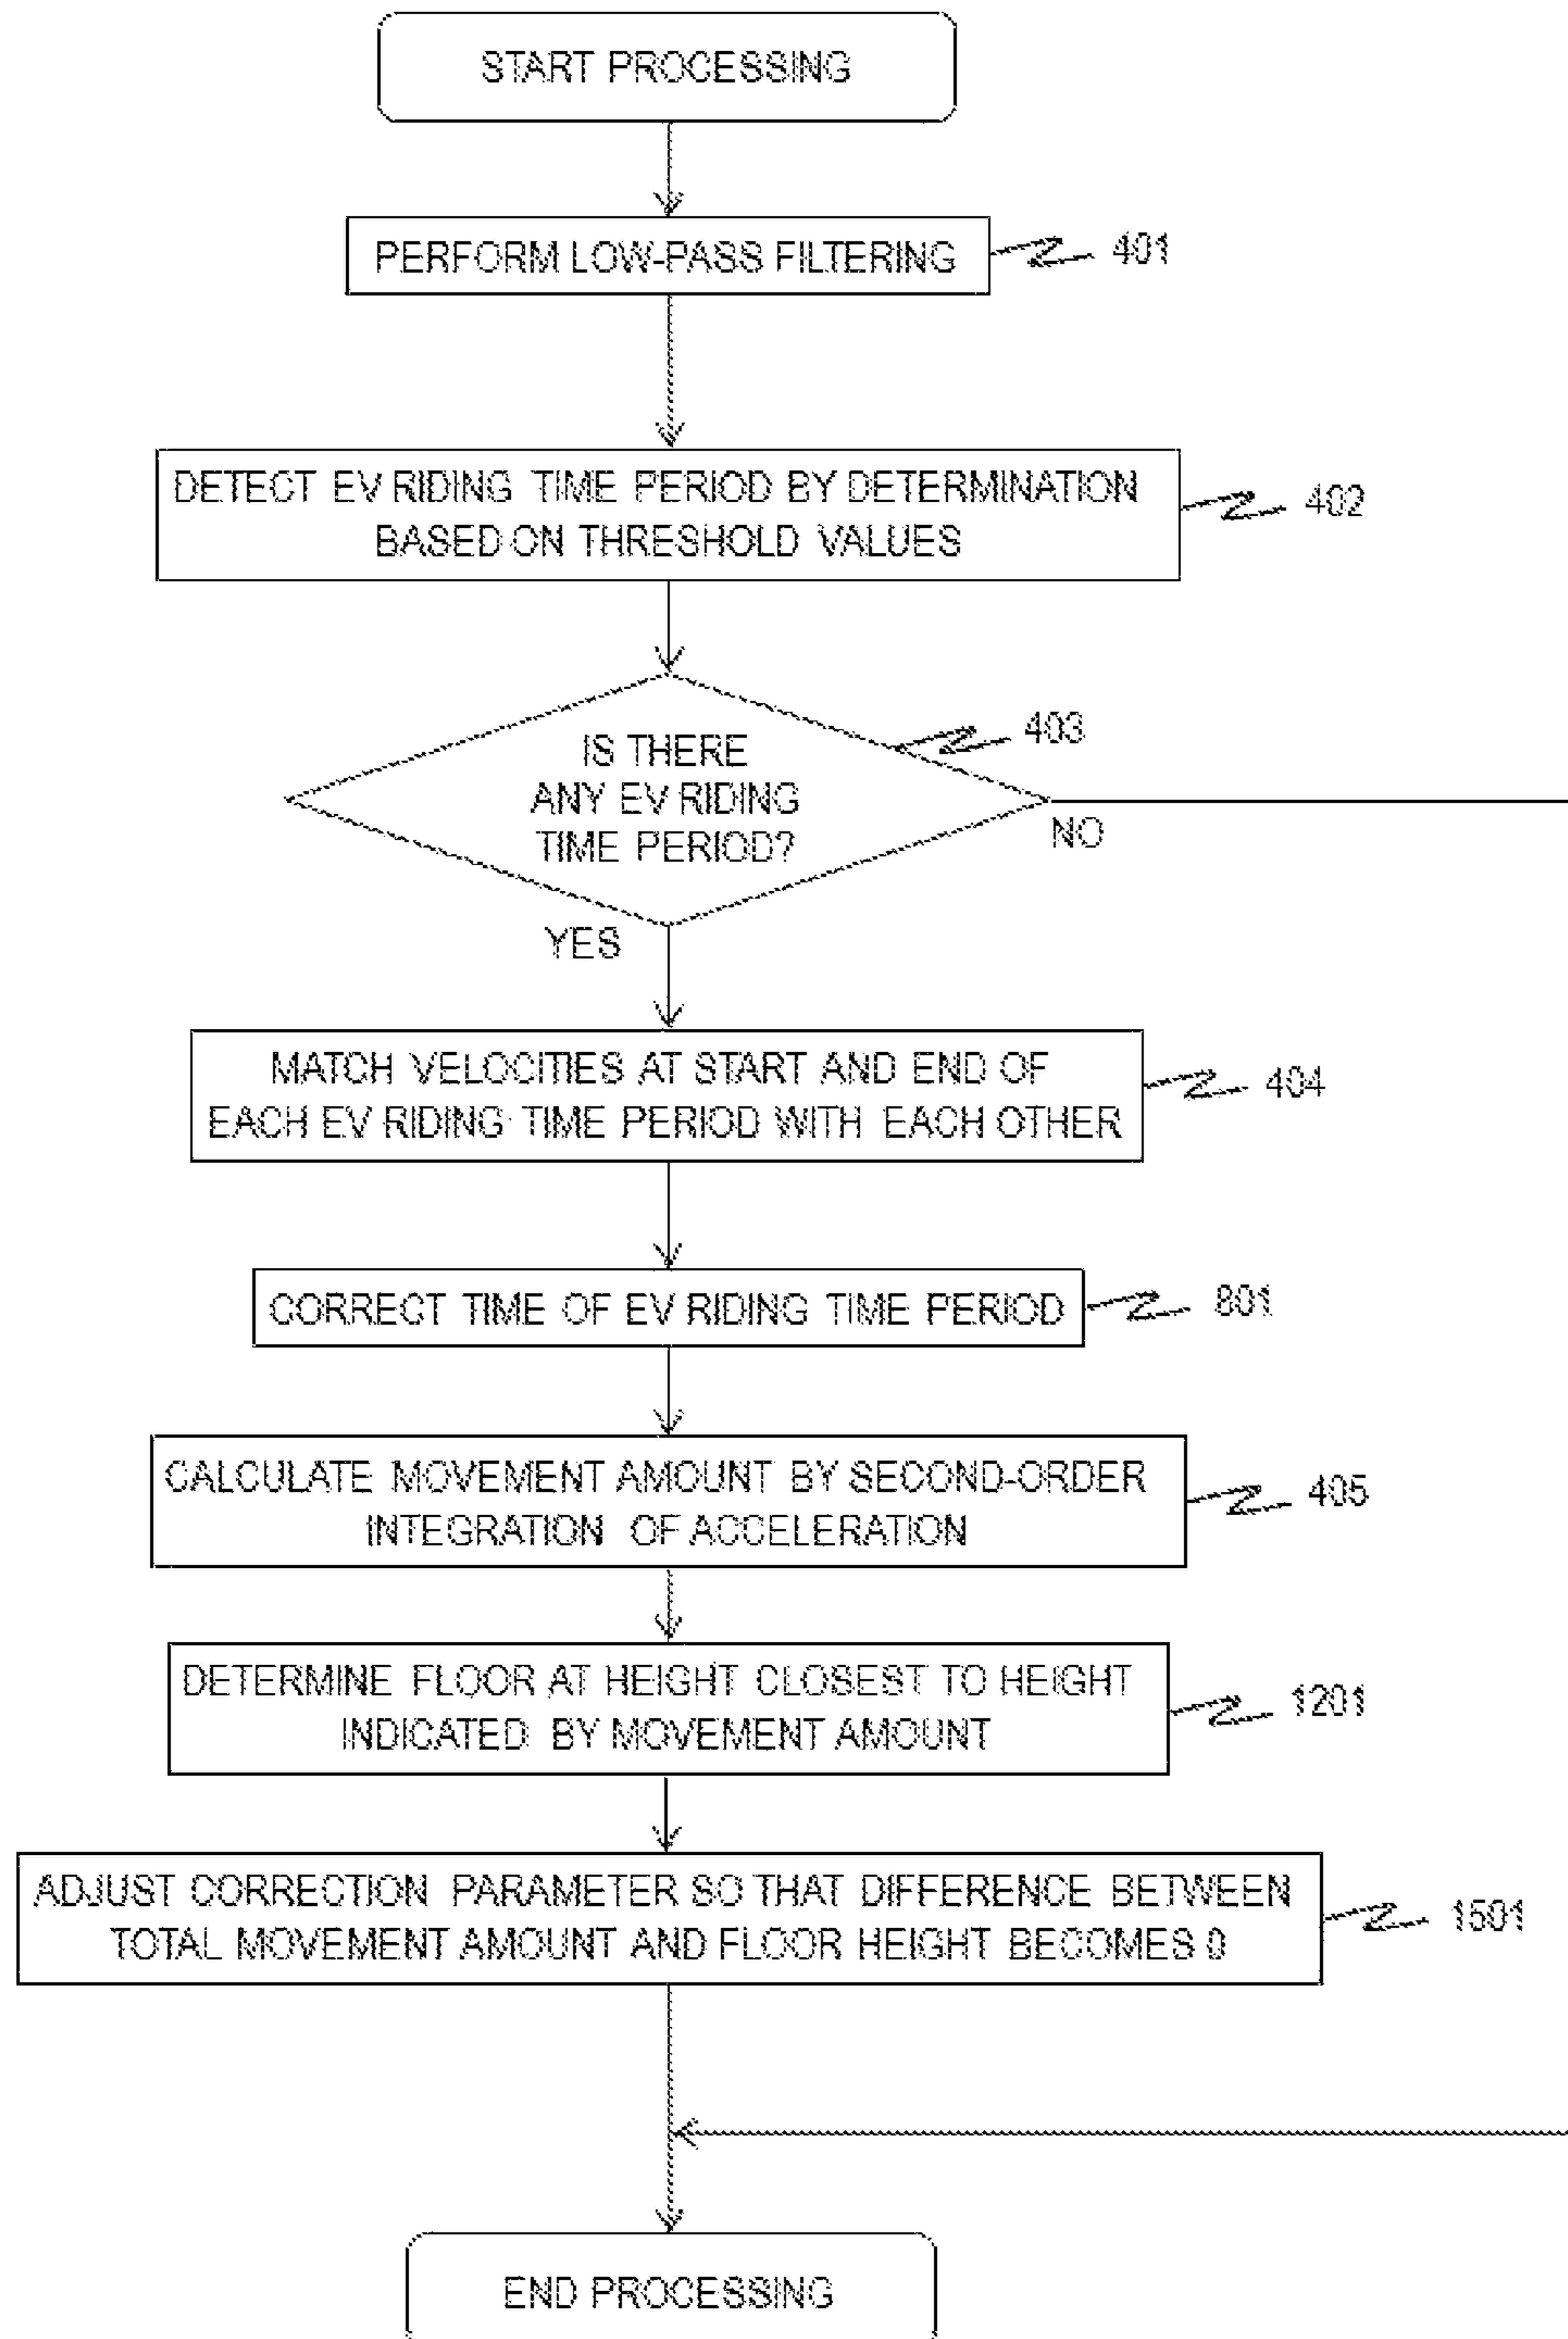 START PROCESSING
PERFORM LOW-PASS FILTERING
401
DETECT EV RIDING TIME PERIOD BY DETERMINATION
BASED ON THRESHOLD VALUES
402
IS THERE
ANY EV RIDING
TIME PERIOD?
403
NO
YES
MATCH VELOCITIES AT START AND END OF
EACH EV RIDING TIME PERIOD WITH EACH OTHER
404
CORRECT TIME OF EV RIDING TIME PERIOD
801
CALCULATE MOVEMENT AMOUNT BY SECOND-ORDER
INTEGRATION OF ACCELERATION
405
DETERMINE FLOOR AT HEIGHT CLOSEST TO HEIGHT
INDICATED BY MOVEMENT AMOUNT
1201
ADJUST CORRECTION PARAMETER SO THAT DIFFERENCE BETWEEN
TOTAL MOVEMENT AMOUNT AND FLOOR HEIGHT BECOMES 0
1501
END PROCESSING